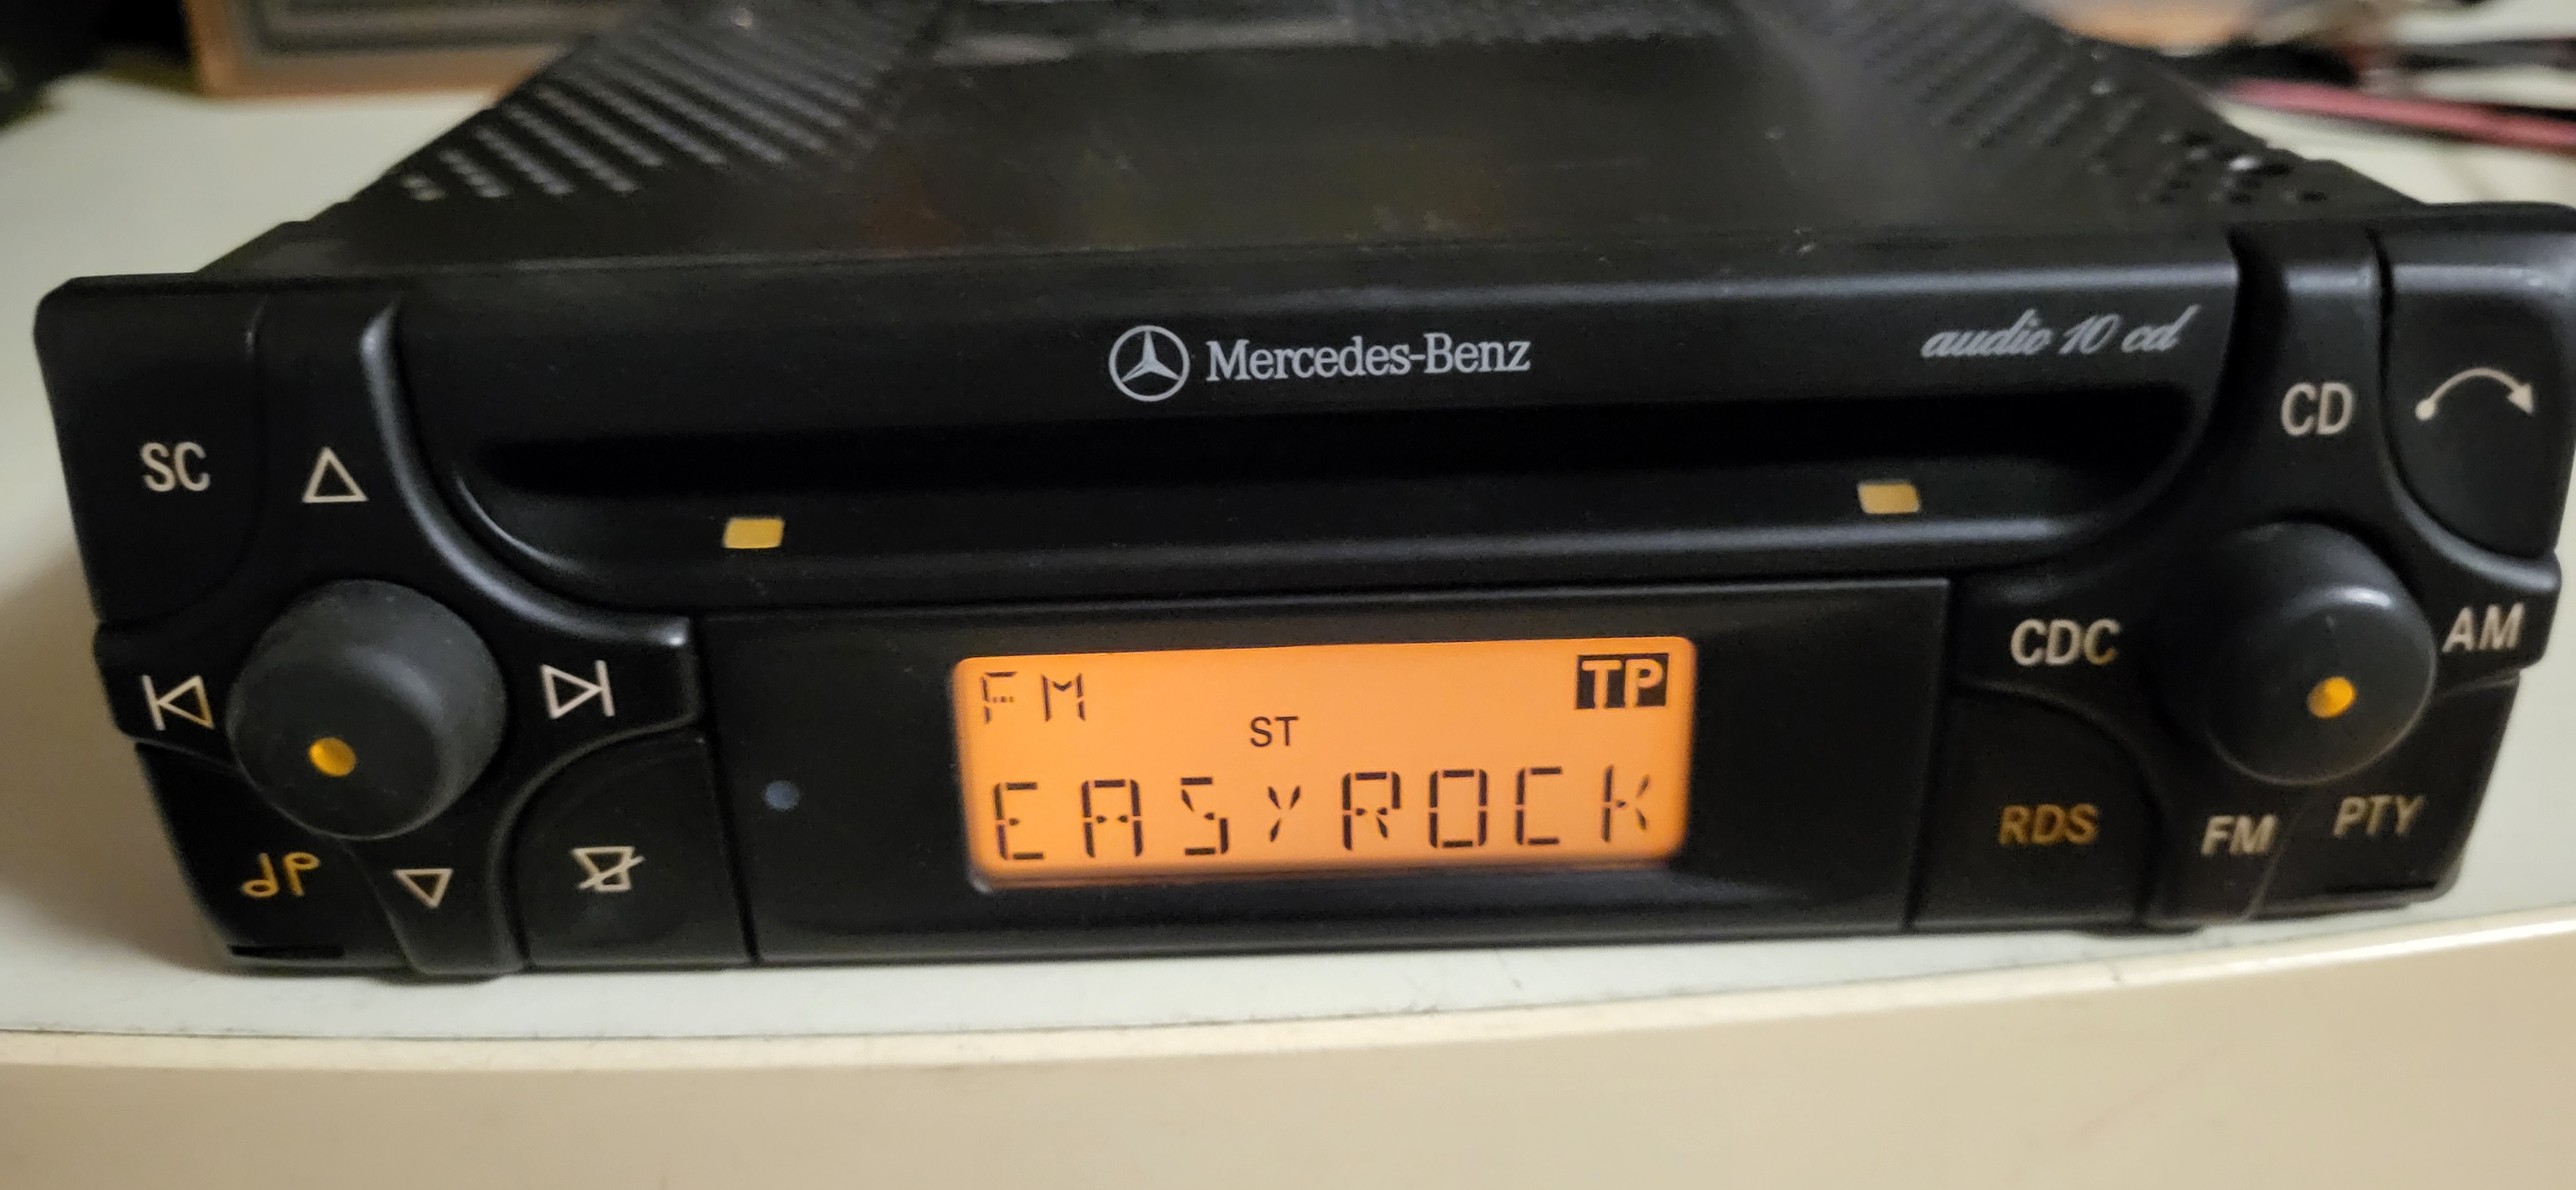 Mercedes-Benz
audio 10 cd
SC
CD
CDC
AM
FM
TP
ST
EASYROCK
RDS
FM
PTY